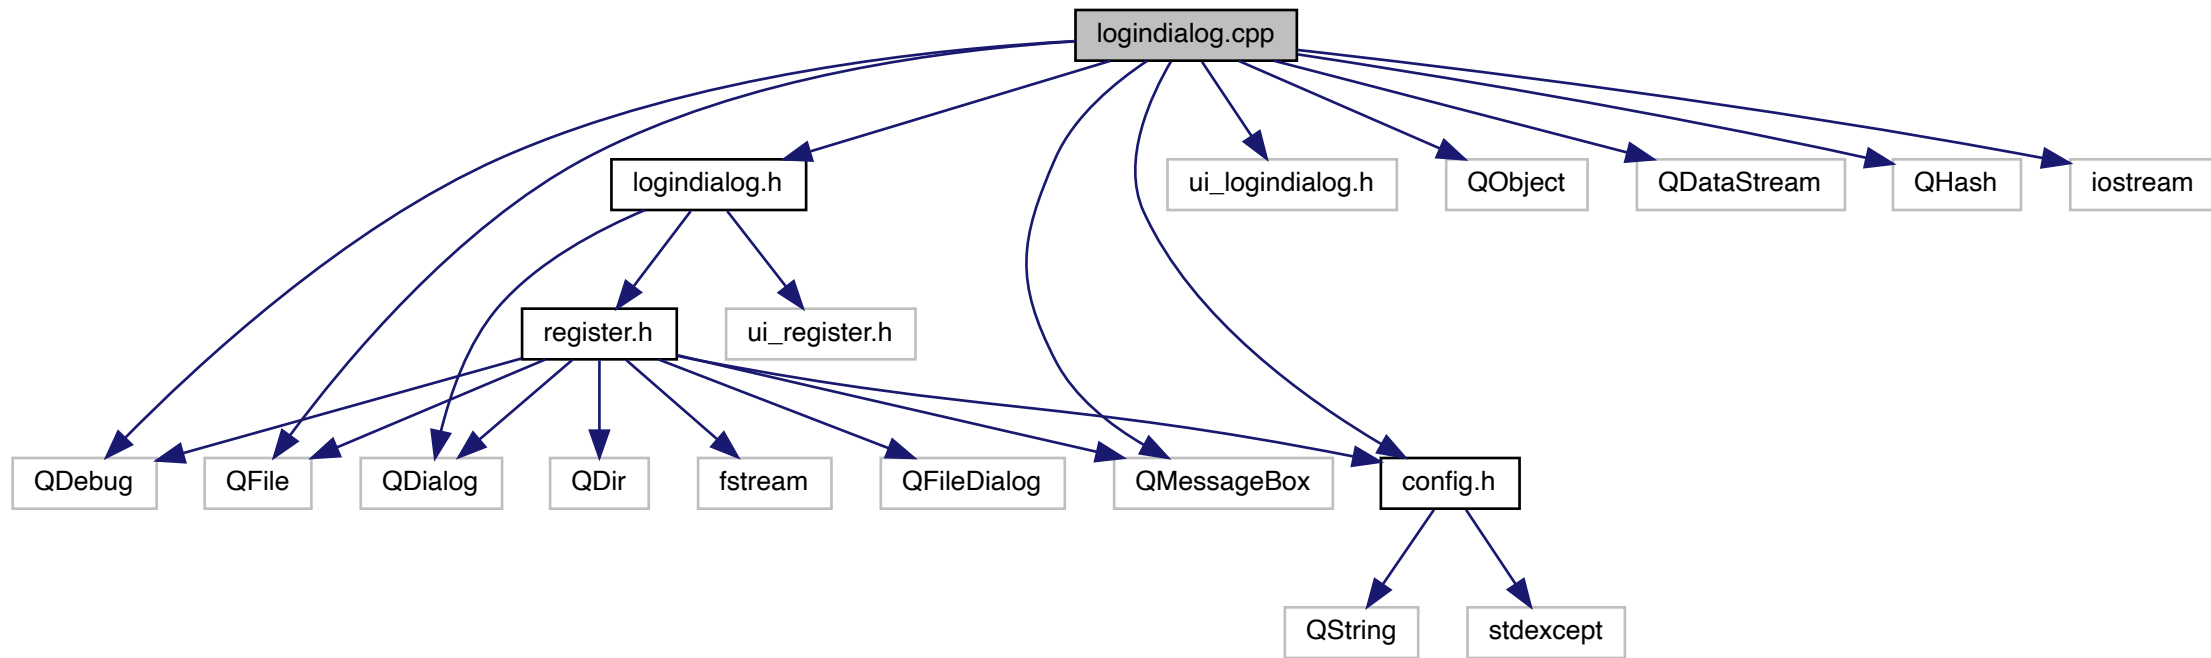 logindialog.cpp
logindialog.h
ui_logindialog.h
QObject
QDataStream
QHash
iostream
register.h
ui_register.h
QDebug
QFile
QDialog
QDir
fstream
QFileDialog
QMessageBox
config.h
QString
stdexcept